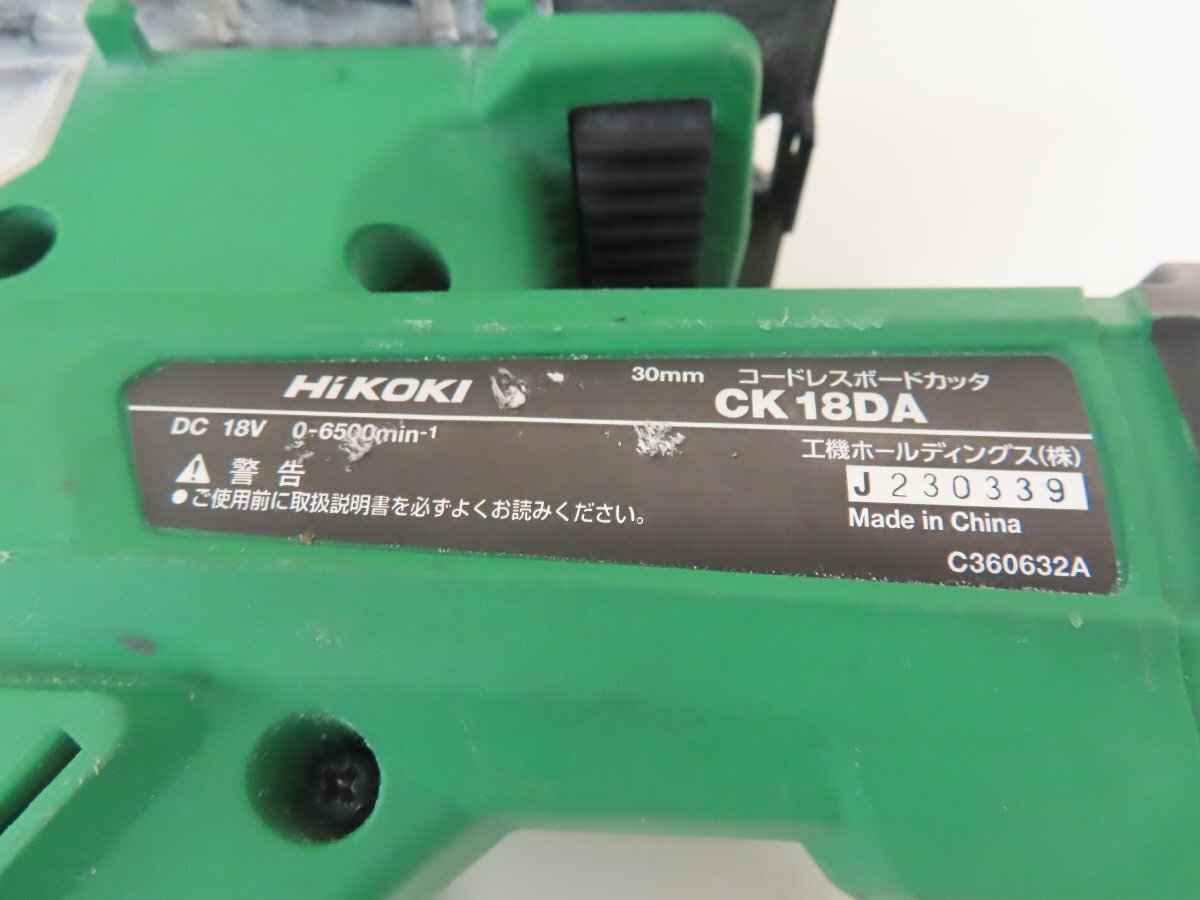 HiKOKI
30mm コードレスボードカッタ
CK 18DA
DC 18V 0-6500min-1
工機ホールディングス(株)
警告
J 230339
●ご使用前に取扱説明書を必ずよくお読みください。
Made in China
C360632A